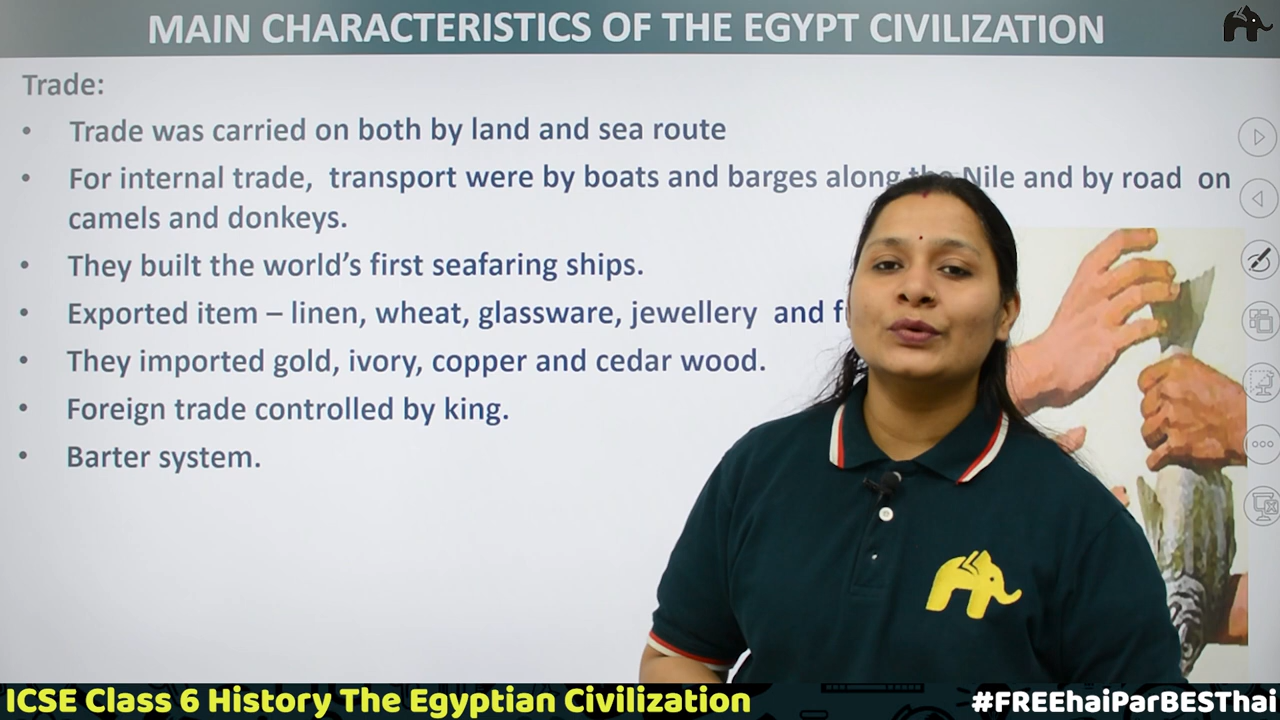 MAIN CHARACTERISTICS OF THE EGYPT CIVILIZATION
Trade:
• Trade was carried on both by land and sea route
• For internal trade, transport were by boats and barges along the Nile and by road on
camels and donkeys.
• They built the world's first seafaring ships.
• Exported item – linen, wheat, glassware, jewellery and
• They imported gold, ivory, copper and cedar wood.
• Foreign trade controlled by king.
• Barter system.
ICSE Class 6 History The Egyptian Civilization
#FREEhaiParBESThai